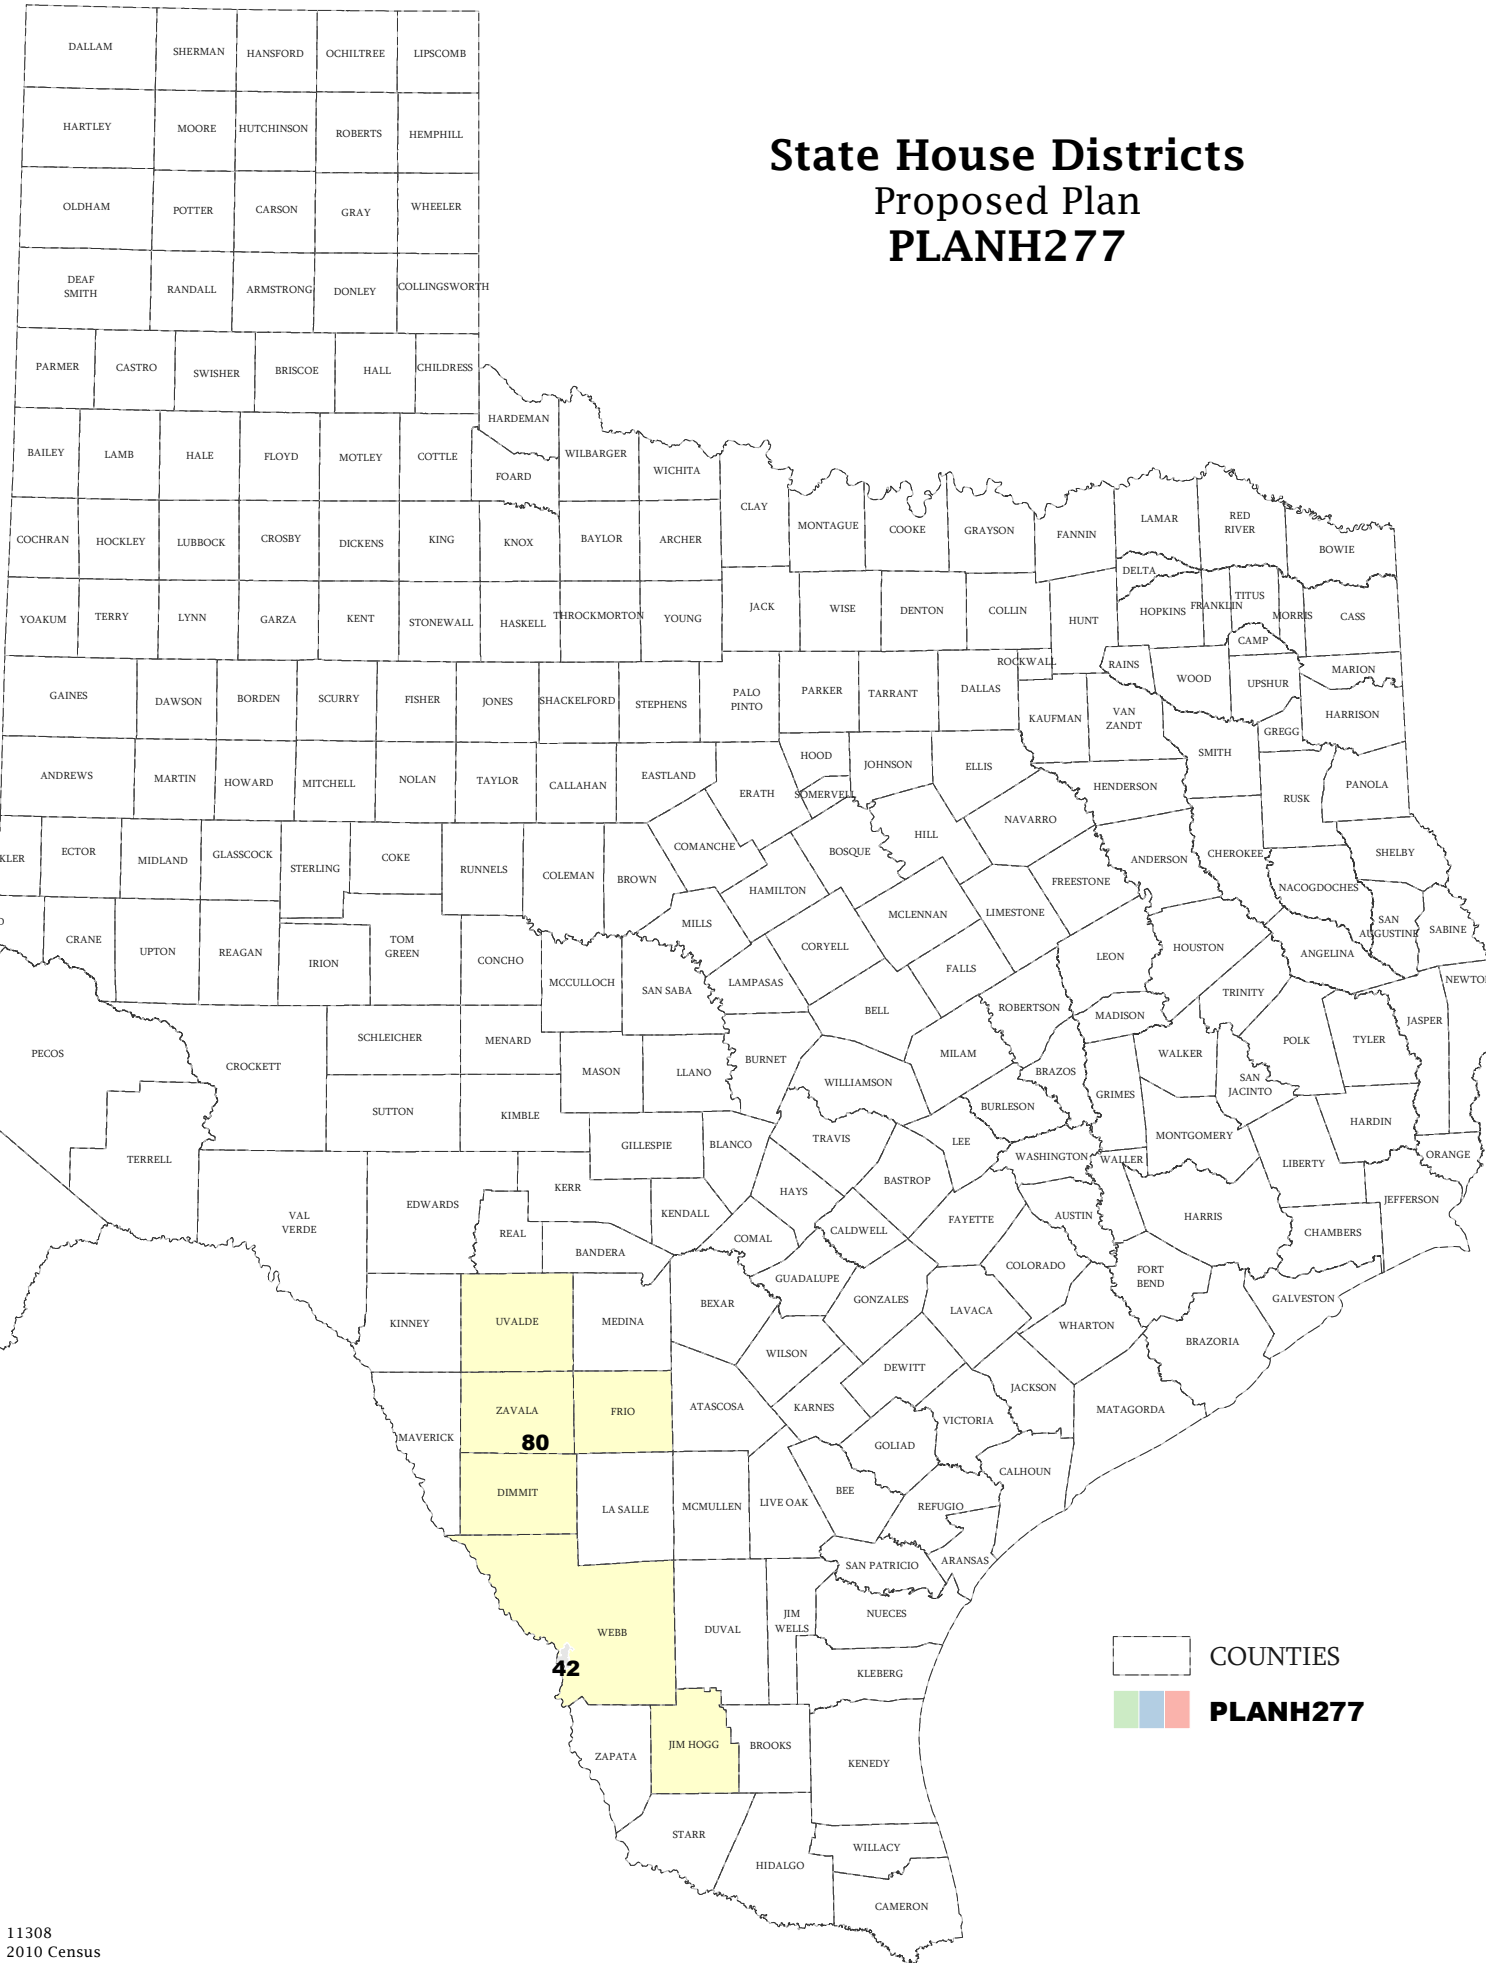 State House Districts
Proposed Plan
PLANH277
DALLAM
SHERMAN
HANSFORD
OCHILTREE
LIPSCOMB
HARTLEY
MOORE
HUTCHINSON
ROBERTS
HEMPHILL
OLDHAM
POTTER
CARSON
GRAY
WHEELER
DEAF
SMITH
RANDALL
ARMSTRONG
DONLEY
COLLINGSWORTH
PARMER
CASTRO
SWISHER
BRISCOE
HALL
CHILDRESS
HARDEMAN
BAILEY
LAMB
HALE
FLOYD
MOTLEY
COTTLE
FOARD
WILBARGER
WICHITA
CLAY
MONTAGUE
COOKE
GRAYSON
FANNIN
LAMAR
RED
RIVER
BOWIE
COCHRAN
HOCKLEY
LUBBOCK
CROSBY
DICKENS
KING
KNOX
BAYLOR
ARCHER
DELTA
YOAKUM
TERRY
LYNN
GARZA
KENT
STONEWALL
HASKELL
THROCKMORTON
YOUNG
JACK
WISE
DENTON
COLLIN
HUNT
HOPKINS
FRANKLIN
TITUS
MORRIS
CASS
CAMP
ROCKWALL
RAINS
WOOD
UPSHUR
MARION
GAINES
DAWSON
BORDEN
SCURRY
FISHER
JONES
SHACKELFORD
STEPHENS
PALO
PINTO
PARKER
TARRANT
DALLAS
KAUFMAN
VAN
ZANDT
GREGG
HARRISON
SMITH
ANDREWS
MARTIN
HOWARD
MITCHELL
NOLAN
TAYLOR
CALLAHAN
EASTLAND
ERATH
HOOD
SOMERVELL
JOHNSON
ELLIS
HENDERSON
RUSK
PANOLA
KLER
ECTOR
MIDLAND
GLASSCOCK
STERLING
COKE
RUNNELS
COLEMAN
BROWN
COMANCHE
HAMILTON
BOSQUE
HILL
NAVARRO
ANDERSON
CHEROKEE
SHELBY
FREESTONE
NACOGDOCHES
D
CRANE
UPTON
REAGAN
IRION
TOM
GREEN
CONCHO
MCCULLOCH
SAN SABA
MILLS
LAMPASAS
CORYELL
MCLENNAN
LIMESTONE
FALLS
LEON
HOUSTON
ANGELINA
SAN
AUGUSTINE
SABINE
NEWTO
PECOS
CROCKETT
SCHLEICHER
MENARD
MASON
LLANO
BURNET
BELL
MILAM
ROBERTSON
MADISON
TRINITY
WALKER
POLK
TYLER
JASPER
TERRELL
SUTTON
KIMBLE
GILLESPIE
BLANCO
WILLIAMSON
TRAVIS
BURLESON
BRAZOS
GRIMES
SAN
JACINTO
HARDIN
MONTGOMERY
LEE
WASHINGTON
WALLER
LIBERTY
ORANGE
JEFFERSON
VAL
VERDE
EDWARDS
KERR
REAL
BANDERA
KENDALL
COMAL
HAYS
CALDWELL
BASTROP
FAYETTE
AUSTIN
HARRIS
CHAMBERS
KINNEY
UVALDE
MEDINA
BEXAR
GUADALUPE
GONZALES
LAVACA
COLORADO
WHARTON
FORT
BEND
GALVESTON
BRAZORIA
WILSON
DEWITT
JACKSON
MATAGORDA
MAVERICK
ZAVALA
80
FRIO
ATASCOSA
KARNES
GOLIAD
VICTORIA
CALHOUN
DIMMIT
LA SALLE
MCMULLEN
LIVE OAK
BEE
REFUGIO
SAN PATRICIO
ARANSAS
WEBB
42
DUVAL
JIM
WELLS
NUECES
KLEBERG
ZAPATA
JIM HOGG
BROOKS
KENEDY
STARR
HIDALGO
WILLACY
CAMERON
COUNTIES
PLANH277
11308
2010 Census